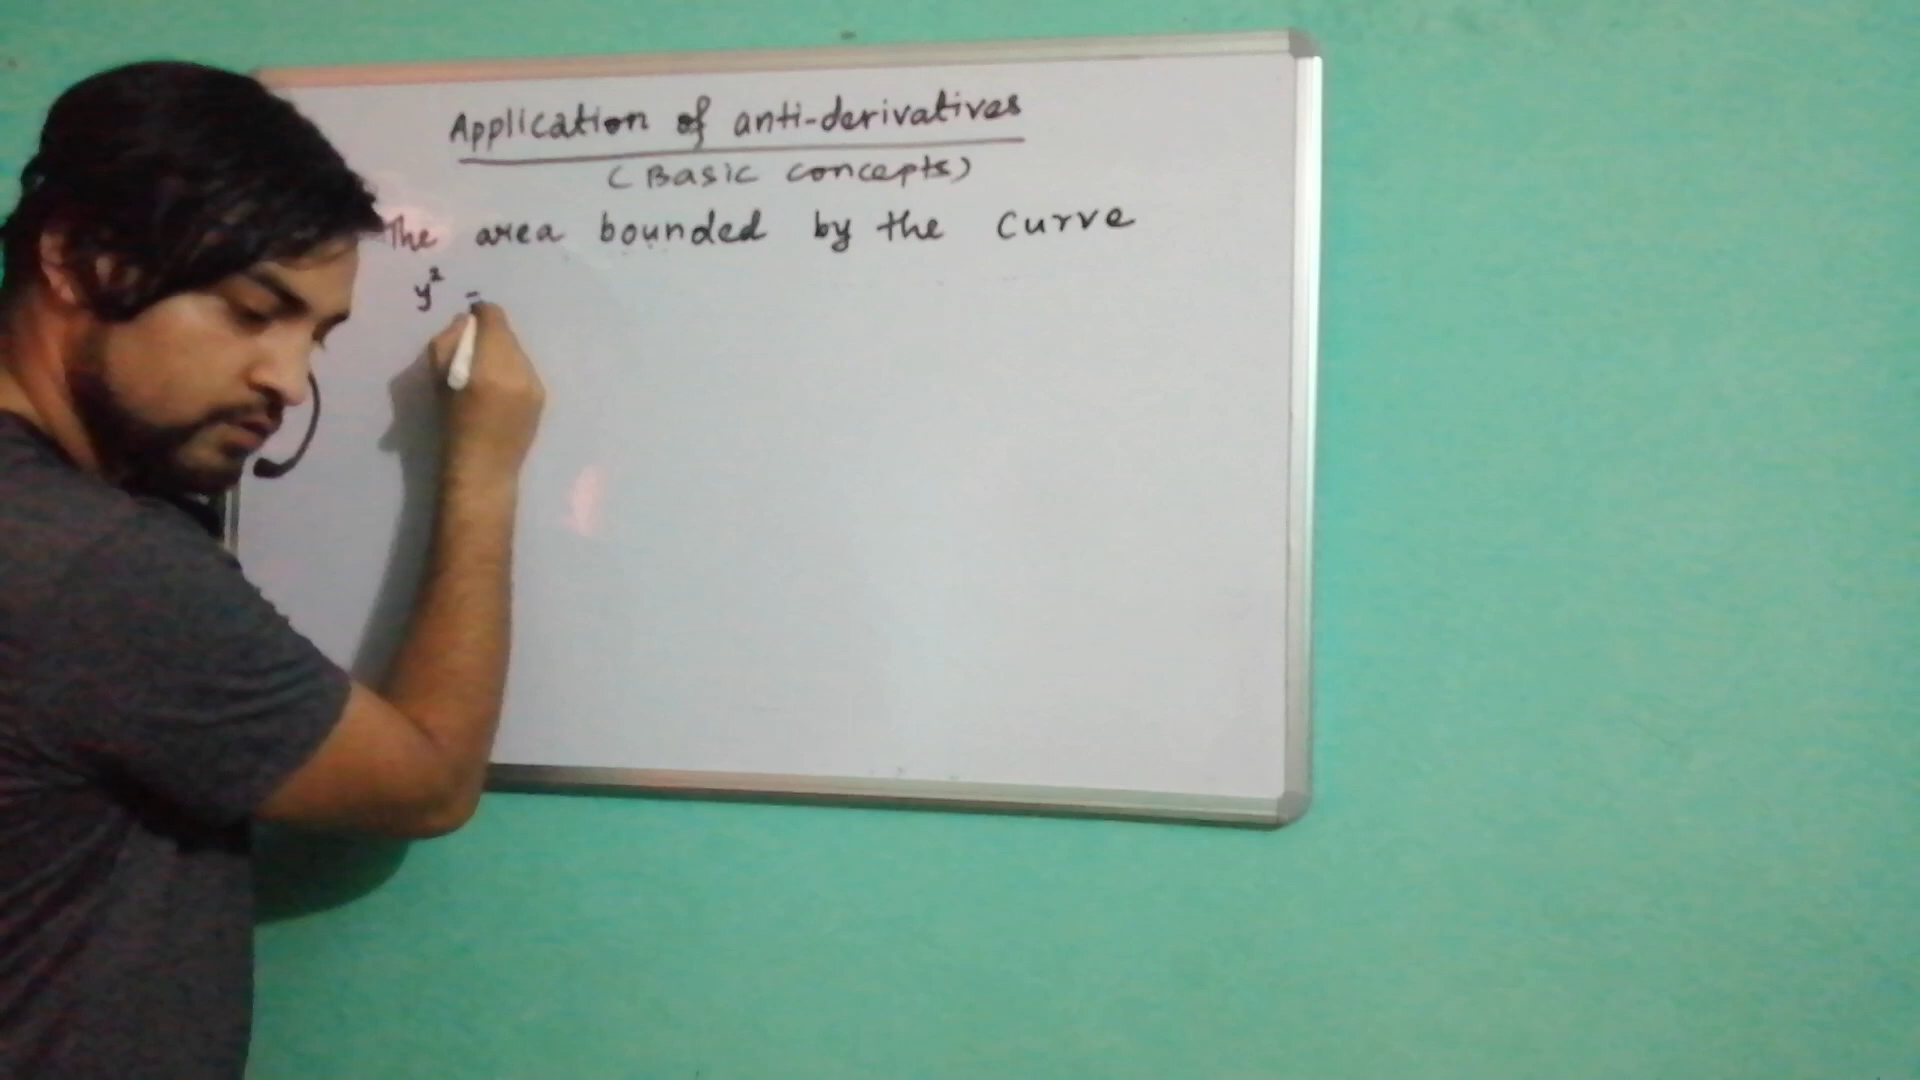 Application of anti-derivatives
(Basic concepts)
The area bounded by the curve
y² =